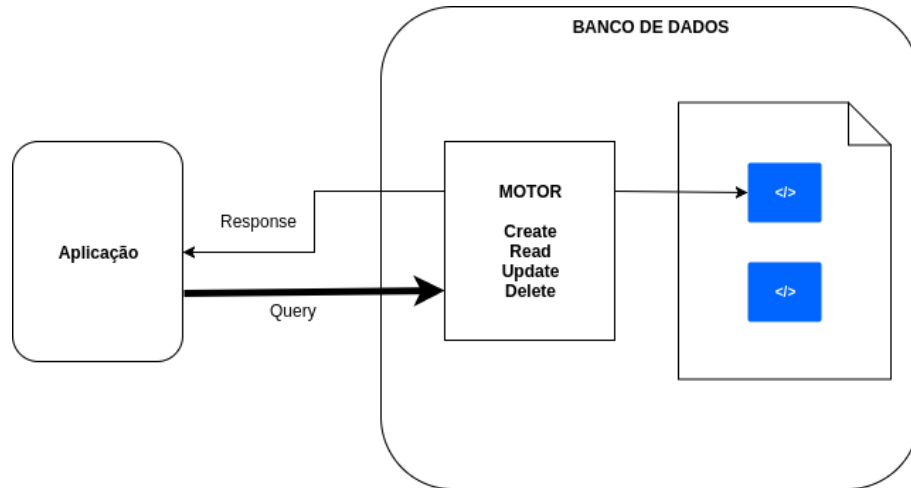 BANCO DE DADOS
Aplicação
Response
Query
MOTOR
Create
Read
Update
Delete
</>
</>